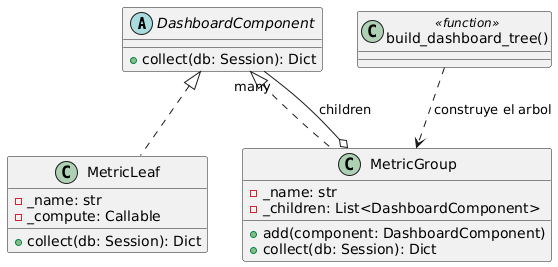 A DashboardComponent
collect(db: Session): Dict
C «function»
build_dashboard_tree()
many
children
construye el arbol
C MetricLeaf
_name: str
_compute: Callable
collect(db: Session): Dict
C MetricGroup
_name: str
_children: List<DashboardComponent>
add(component: DashboardComponent)
collect(db: Session): Dict